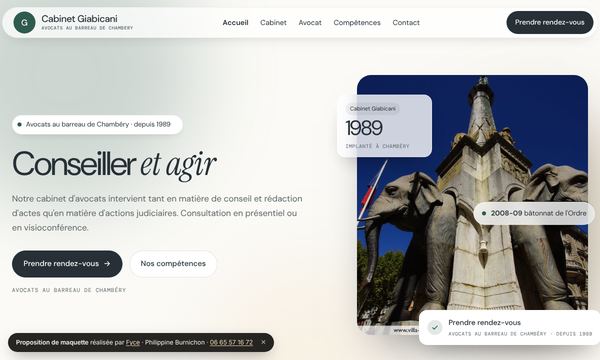 G
Cabinet Giabicani
AVOCATS AU BARREAU DE CHAMBÉRY
Accueil
Cabinet
Avocat
Compétences
Contact
Prendre rendez-vous
Avocats au barreau de Chambéry · depuis 1989
Conseiller et agir
Notre cabinet d'avocats intervient tant en matière de conseil et rédaction
d'actes qu'en matière d'actions judiciaires. Consultation en présentiel ou
en visioconférence.
Prendre rendez-vous →
Nos compétences
AVOCATS AU BARREAU DE CHAMBÉRY
Cabinet Giabicani
1989
IMPLANTÉ À CHAMBÉRY
2008-09 bâtonnat de l'Ordre
www.villa-
Prendre rendez-vous
AVOCATS AU BARREAU DE CHAMBÉRY · DEPUIS 1989
Proposition de maquette réalisée par Fyce · Philippine Burnichon · 06 65 57 16 72 ×